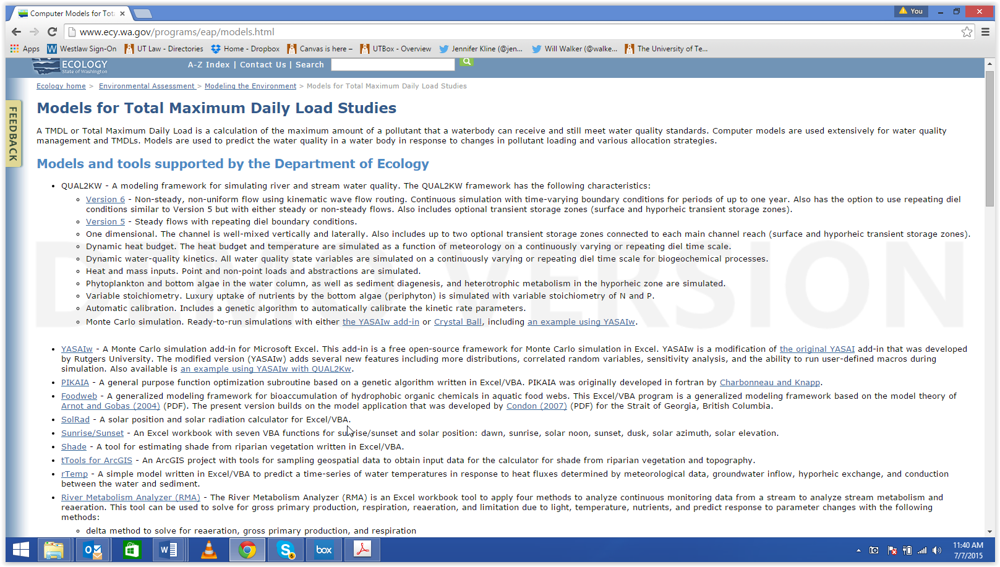 Computer Models for Tot
You
www.ecy.wa.gov/programs/eap/models.html
Apps Westlaw Sign-On UT Law - Directories Home - Dropbox Canvas is here – UTBox - Overview Jennifer Kline (@jen... Will Walker (@walke... The University of Te...
ECOLOGY
State of Washington
A-Z Index | Contact Us | Search
Ecology home > Environmental Assessment > Modeling the Environment > Models for Total Maximum Daily Load Studies
FEEDBACK
Models for Total Maximum Daily Load Studies
A TMDL or Total Maximum Daily Load is a calculation of the maximum amount of a pollutant that a waterbody can receive and still meet water quality standards. Computer models are used extensively for water quality
management and TMDLs. Models are used to predict the water quality in a water body in response to changes in pollutant loading and various allocation strategies.
Models and tools supported by the Department of Ecology
• QUAL2KW - A modeling framework for simulating river and stream water quality. The QUAL2KW framework has the following characteristics:
◦ Version 6 - Non-steady, non-uniform flow using kinematic wave flow routing. Continuous simulation with time-varying boundary conditions for periods of up to one year. Also has the option to use repeating diel
conditions similar to Version 5 but with either steady or non-steady flows. Also includes optional transient storage zones (surface and hyporheic transient storage zones).
◦ Version 5 - Steady flows with repeating diel boundary conditions.
◦ One dimensional. The channel is well-mixed vertically and laterally. Also includes up to two optional transient storage zones connected to each main channel reach (surface and hyporheic transient storage zones).
◦ Dynamic heat budget. The heat budget and temperature are simulated as a function of meteorology on a continuously varying or repeating diel time scale.
◦ Dynamic water-quality kinetics. All water quality state variables are simulated on a continuously varying or repeating diel time scale for biogeochemical processes.
◦ Heat and mass inputs. Point and non-point loads and abstractions are simulated.
◦ Phytoplankton and bottom algae in the water column, as well as sediment diagenesis, and heterotrophic metabolism in the hyporheic zone are simulated.
◦ Variable stoichiometry. Luxury uptake of nutrients by the bottom algae (periphyton) is simulated with variable stoichiometry of N and P.
◦ Automatic calibration. Includes a genetic algorithm to automatically calibrate the kinetic rate parameters.
◦ Monte Carlo simulation. Ready-to-run simulations with either the YASAIw add-in or Crystal Ball, including an example using YASAIw.
DEMO VERSION
• YASAIw - A Monte Carlo simulation add-in for Microsoft Excel. This add-in is a free open-source framework for Monte Carlo simulation in Excel. YASAIw is a modification of the original YASAI add-in that was developed
by Rutgers University. The modified version (YASAIw) adds several new features including more distributions, correlated random variables, sensitivity analysis, and the ability to run user-defined macros during
simulation. Also available is an example using YASAIw with QUAL2Kw.
• PIKAIA - A general purpose function optimization subroutine based on a genetic algorithm written in Excel/VBA. PIKAIA was originally developed in fortran by Charbonneau and Knapp.
• Foodweb - A generalized modeling framework for bioaccumulation of hydrophobic organic chemicals in aquatic food webs. This Excel/VBA program is a generalized modeling framework based on the model theory of
Arnot and Gobas (2004) (PDF). The present version builds on the model application that was developed by Condon (2007) (PDF) for the Strait of Georgia, British Columbia.
• SolRad - A solar position and solar radiation calculator for Excel/VBA.
• Sunrise/Sunset - An Excel workbook with seven VBA functions for sunrise/sunset and solar position: dawn, sunrise, solar noon, sunset, dusk, solar azimuth, solar elevation.
• Shade - A tool for estimating shade from riparian vegetation written in Excel/VBA.
• tTools for ArcGIS - An ArcGIS project with tools for sampling geospatial data to obtain input data for the calculator for shade from riparian vegetation and topography.
• rTemp - A simple model written in Excel/VBA to predict a time-series of water temperatures in response to heat fluxes determined by meteorological data, groundwater inflow, hyporheic exchange, and conduction
between the water and sediment.
• River Metabolism Analyzer (RMA) - The River Metabolism Analyzer (RMA) is an Excel workbook tool to apply four methods to analyze continuous monitoring data from a stream to analyze stream metabolism and
reaeration. This tool can be used to solve for gross primary production, respiration, reaeration, and limitation due to light, temperature, nutrients, and predict response to parameter changes with the following
methods:
◦ delta method to solve for reaeration, gross primary production, and respiration
6
box
11:40 AM
7/7/2015